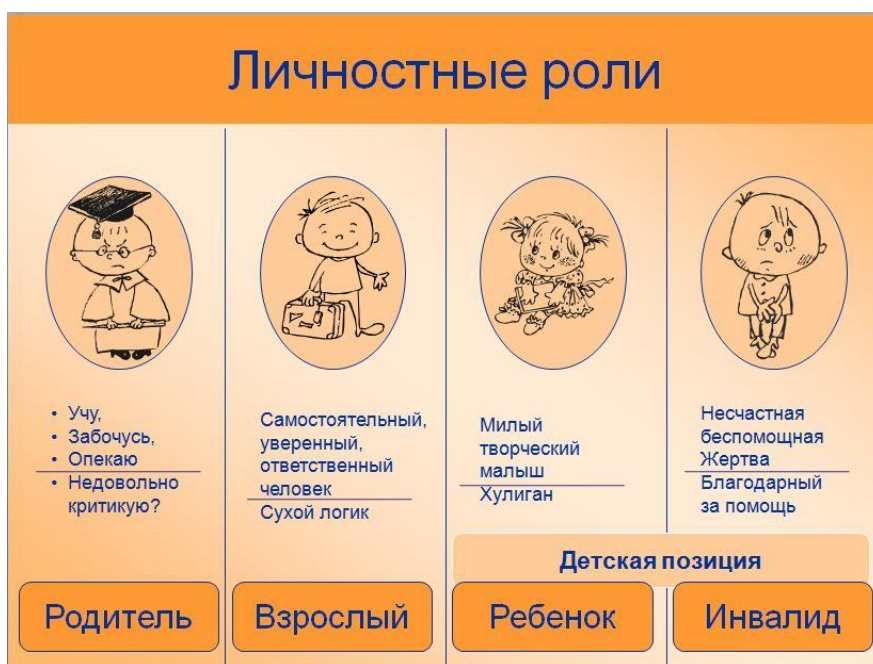 Личностные роли
• Учу,
• Забочусь,
• Опекаю
• Недовольно
критикую?
Самостоятельный,
уверенный,
ответственный
человек
Сухой логик
Милый
творческий
малыш
Хулиган
Несчастная
беспомощная
Жертва
Благодарный
за помощь
Детская позиция
Родитель
Взрослый
Ребенок
Инвалид